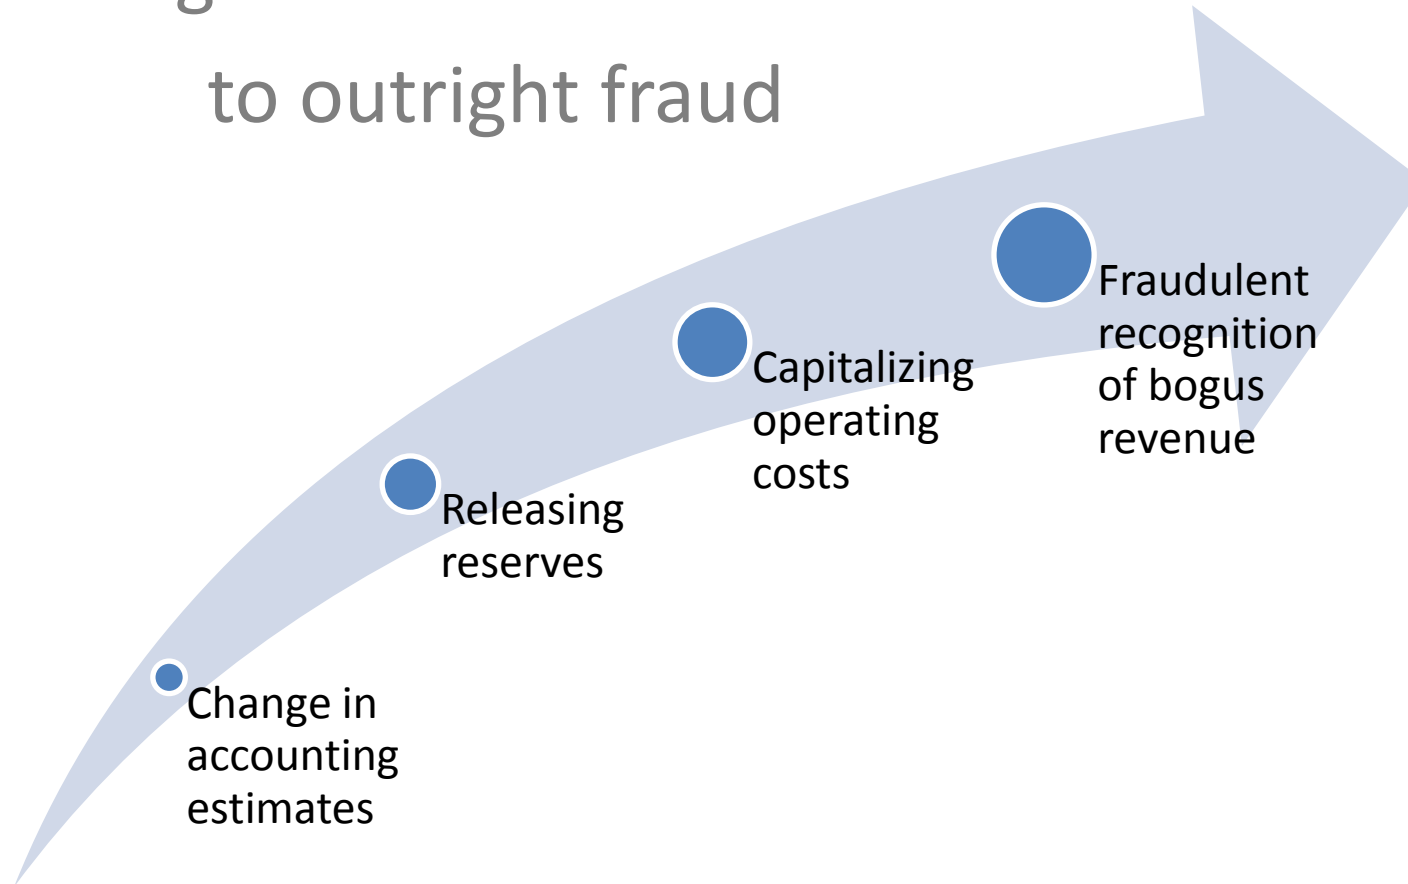 to outright fraud
Fraudulent
recognition
of bogus
revenue
Capitalizing
operating
costs
Releasing
reserves
Change in
accounting
estimates